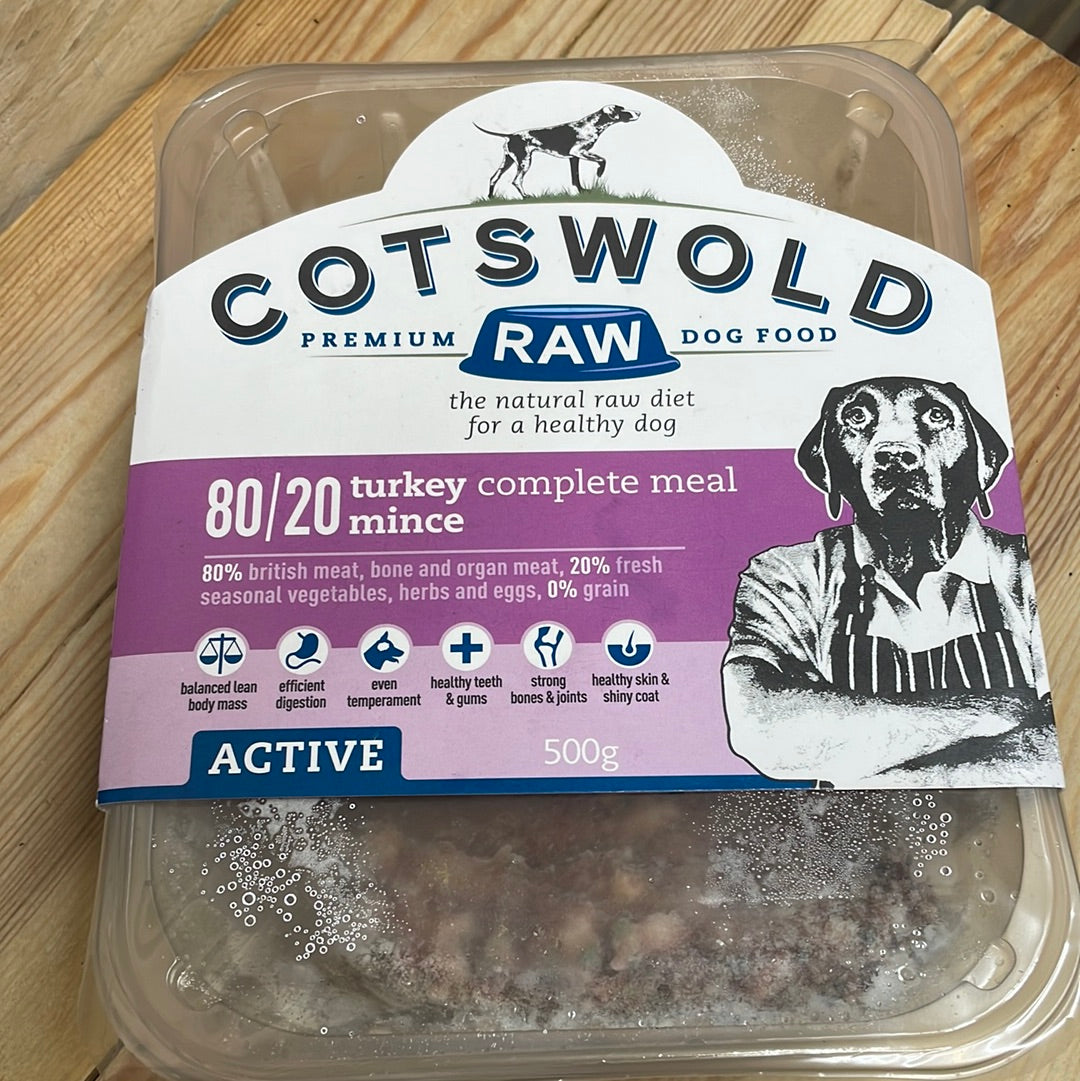 COTSWOLD
PREMIUM RAW DOG FOOD
the natural raw diet
for a healthy dog
80/20 turkey complete meal
mince
80% british meat, bone and organ meat, 20% fresh
seasonal vegetables, herbs and eggs, 0% grain
balanced lean
body mass
efficient
digestion
even
temperament
healthy teeth
& gums
strong
bones & joints
healthy skin &
shiny coat
ACTIVE
500g